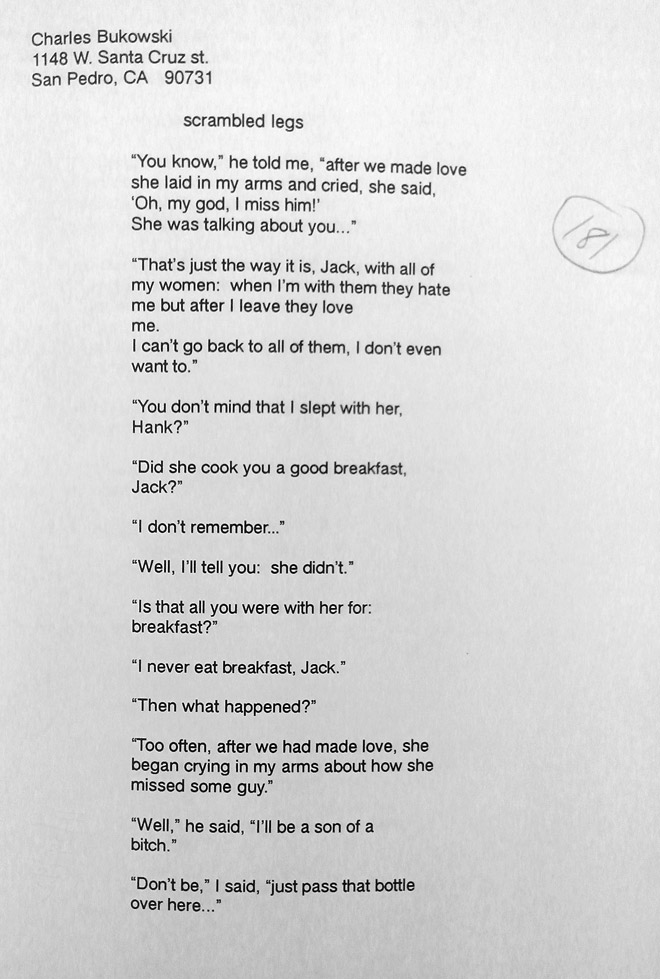 Charles Bukowski
1148 W. Santa Cruz st.
San Pedro, CA 90731
scrambled legs
“You know,” he told me, “after we made love
she laid in my arms and cried, she said,
‘Oh, my god, I miss him!’
She was talking about you...”
181
“That’s just the way it is, Jack, with all of
my women: when I’m with them they hate
me but after I leave they love
me.
I can’t go back to all of them, I don’t even
want to.”
“You don’t mind that I slept with her,
Hank?”
“Did she cook you a good breakfast,
Jack?”
“I don’t remember...”
“Well, I’ll tell you: she didn’t.”
“Is that all you were with her for:
breakfast?”
“I never eat breakfast, Jack.”
“Then what happened?”
“Too often, after we had made love, she
began crying in my arms about how she
missed some guy.”
“Well,” he said, “I’ll be a son of a
bitch.”
“Don’t be,” I said, “just pass that bottle
over here...”